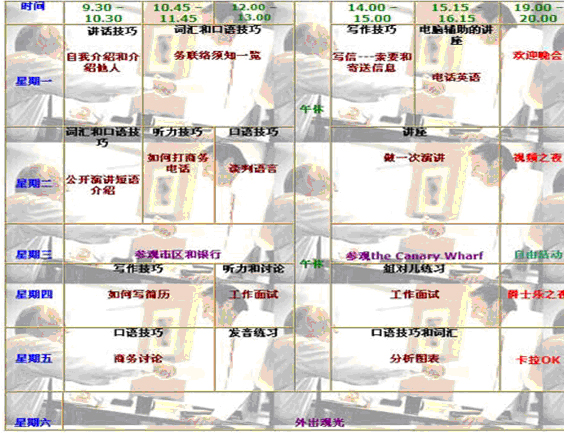 时间 9.30 – 10.30 10.45 – 11.45 12.00 – 13.00 14.00 – 15.00 15.15 – 16.15 19.00 – 20.00
讲话技巧 词汇和口语技巧 写作技巧 电脑辅助的讲座
星期一 自我介绍和介绍他人 务联络须知一览 写信---索要和寄送信息 电话英语 欢迎晚会
午休
词汇和口语技巧 听力技巧 口语技巧 讲座
星期二 公开演讲短语介绍 如何打商务电话 谈判语言 做一次演讲 视频之夜
星期三 参观市区和银行 参观the Canary Wharf 自由活动
午休
写作技巧 听力和讨论 组对儿练习
星期四 如何写简历 工作面试 工作面试 爵士乐之夜
口语技巧 发音练习 口语技巧和词汇
星期五 商务讨论 分析图表 卡拉OK
星期六 外出观光